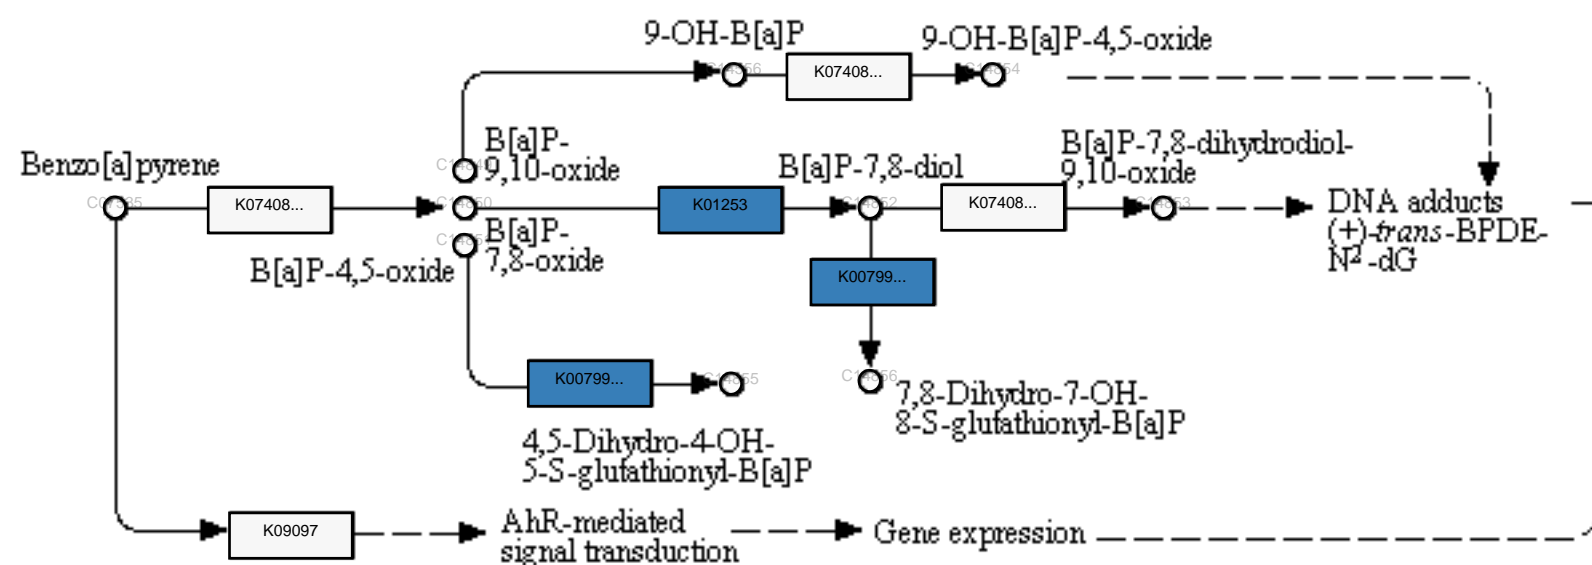 9-OH-B[a]P
9-OH-B[a]P-4,5-oxide
K07408...
B[a]P-
9,10-oxide
Benzo[a]pyrene
B[a]P-7,8-diol
B[a]P-7,8-dihydrodiol-
9,10-oxide
K07408...
K01253
K07408...
DNA adducts
(+)-trans-BPDE-
N²-dG
B[a]P-
7,8-oxide
B[a]P-4,5-oxide
K00799...
K00799...
7,8-Dihydro-7-OH-
8-S-glutathionyl-B[a]P
4,5-Dihydro-4-OH-
5-S-glutathionyl-B[a]P
K09097
AhR-mediated
signal transduction
Gene expression